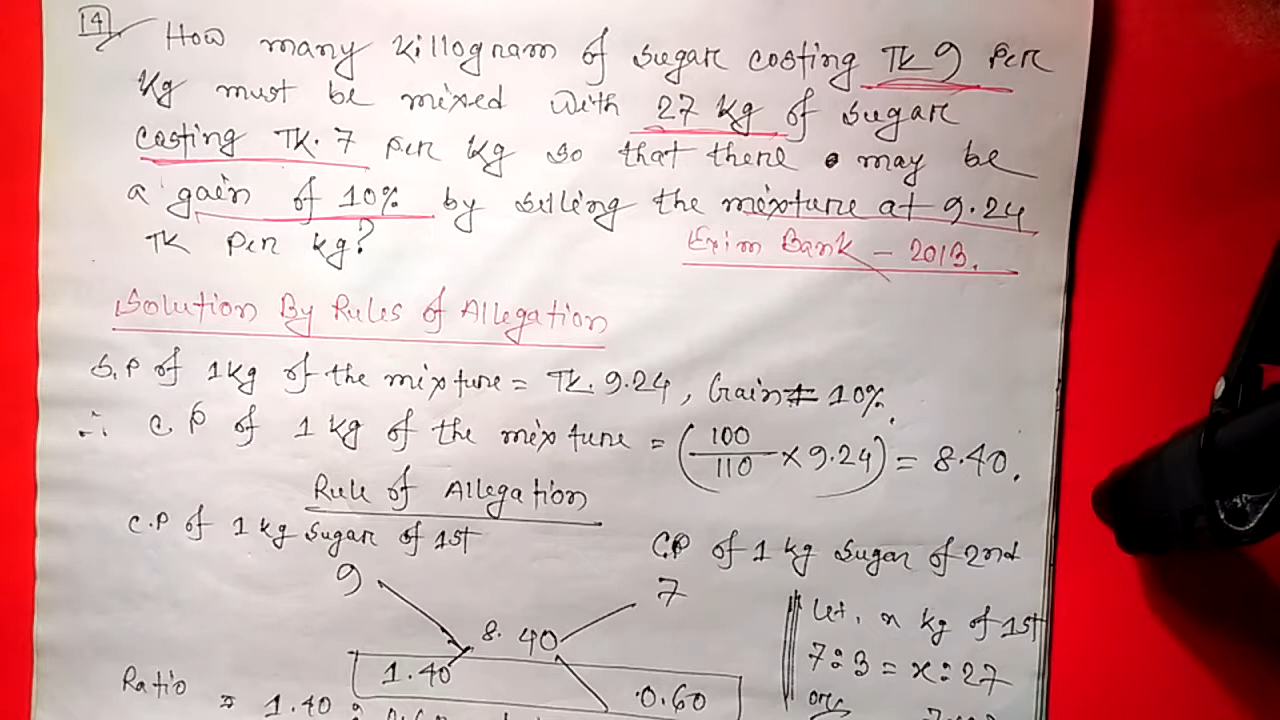 14
How many Killogram of sugar costing Tk 9 per
Kg must be mixed with 27 kg of sugar
costing Tk. 7 per kg so that there may be
a gain of 10% by selling the mixture at 9.24
Tk per kg?
Exim Bank - 2013.
Solution By Rules of Allegation
S.P of 1 kg of the mixture = Tk. 9.24, Gain = 10%.
∴ C.P of 1 kg of the mixture = (100/110 × 9.24) = 8.40.
Rule of Allegation
C.P of 1 kg sugar of 1st
CP of 1 kg sugar of 2nd
9
7
8.40
1.40
0.60
Ratio = 1.40 :
Let, x kg of 1st
7:3 = x:27
or,